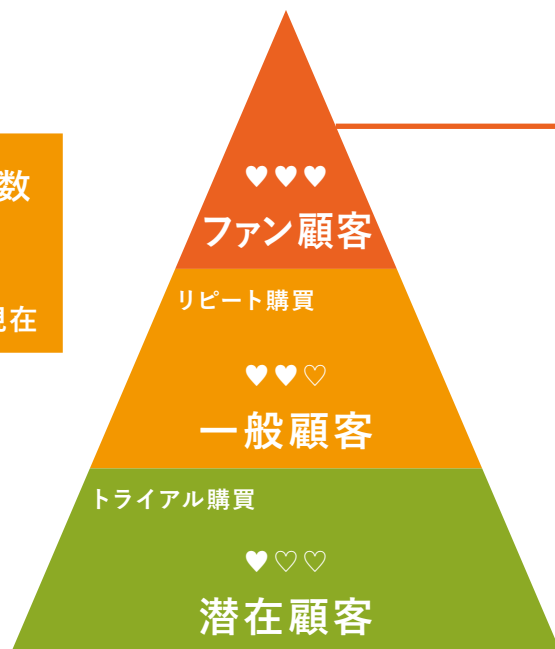 数
現在
♥♥♥
ファン顧客
リピート購買
♥♥♡
一般顧客
トライアル購買
♥♡♡
潜在顧客